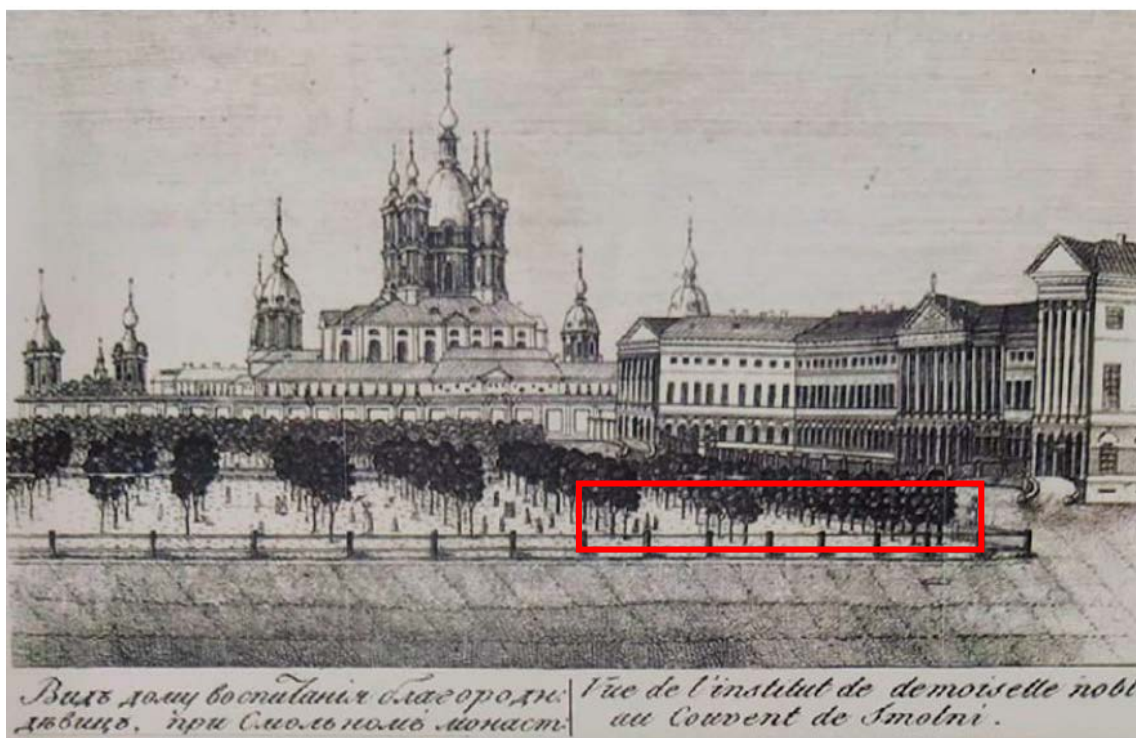 Видъ дому воспитанія благородн:
дѣвицъ. при Смольномъ монаст:
Vue de l'institut de demoiselle nobl
au Couvent de Smolni.